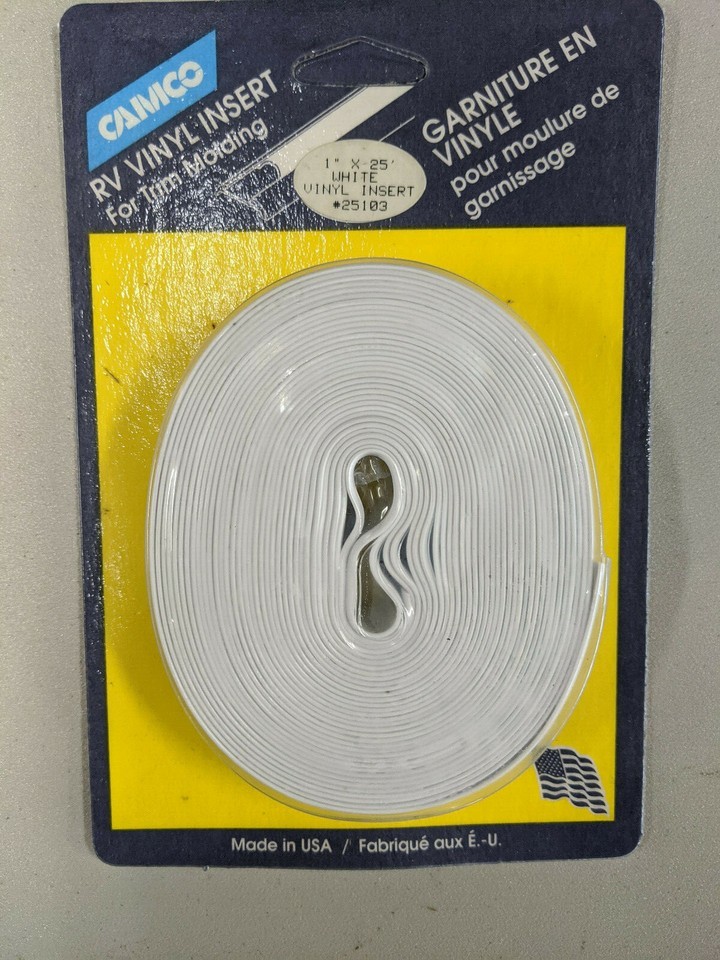 CAMCO
RV VINYL INSERT
For Trim Molding
GARNITURE EN
VINYLE
pour moulure de
garnissage
1" X 25'
WHITE
VINYL INSERT
#25103
Made in USA / Fabriqué aux É.-U.